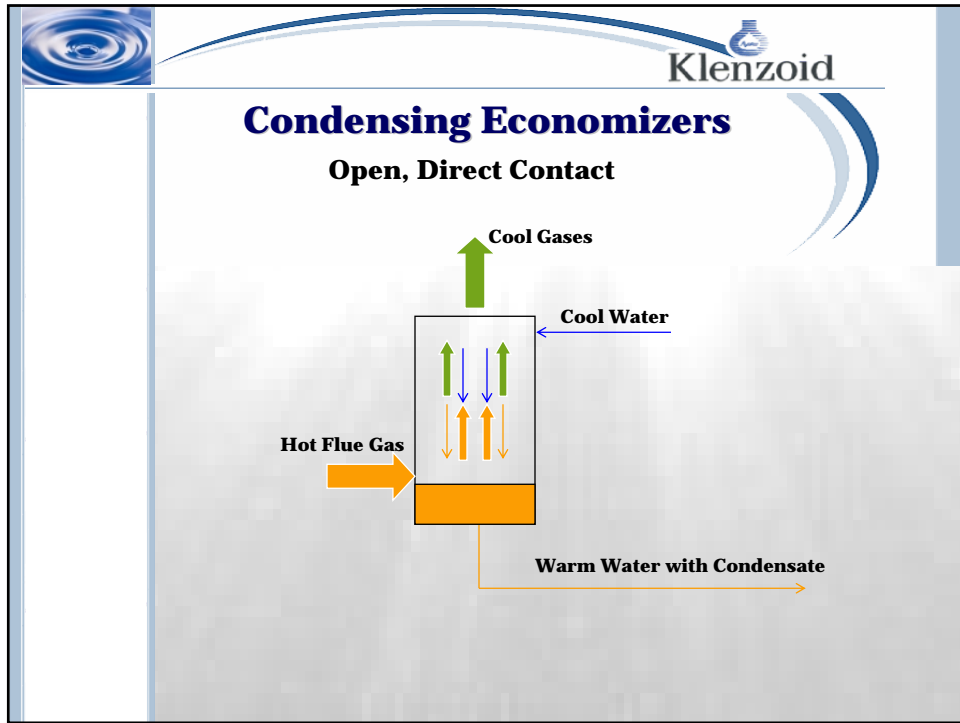 Klenzoid
Condensing Economizers
Open, Direct Contact
Cool Gases
Cool Water
Hot Flue Gas
Warm Water with Condensate